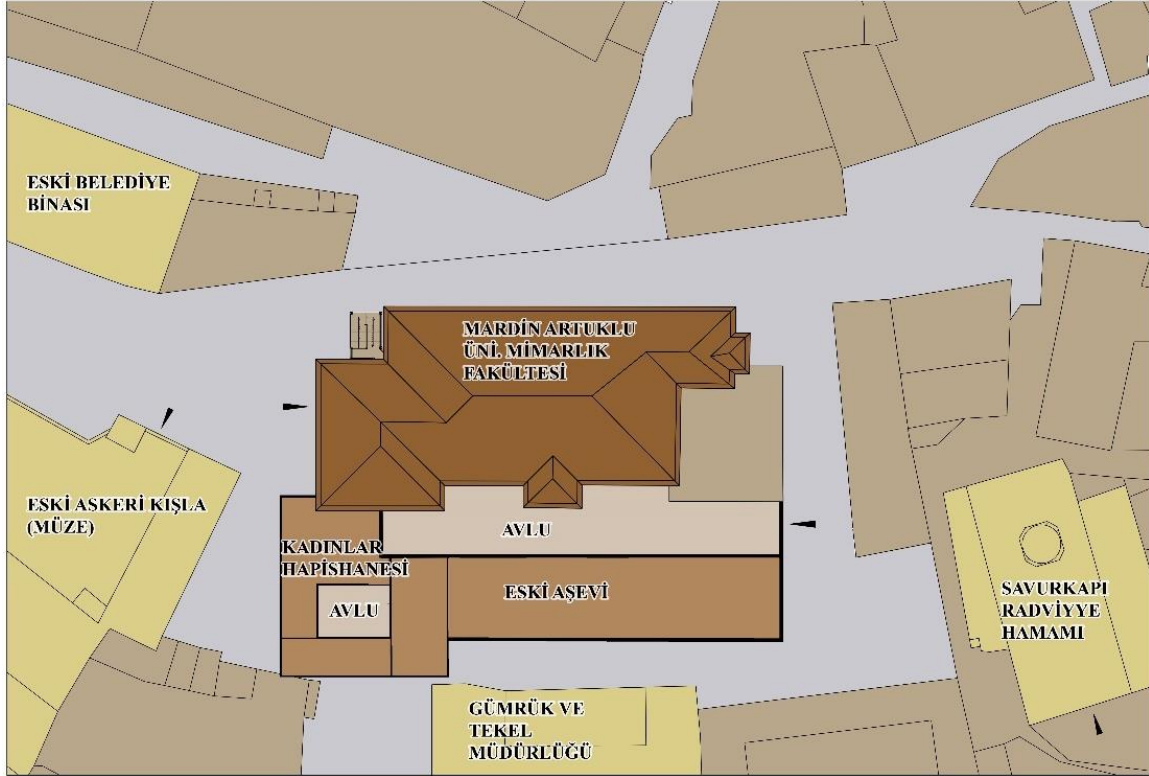 ESKİ BELEDİYE
BİNASI
MARDİN ARTUKLU
ÜNİ. MİMARLIK
FAKÜLTESİ
ESKİ ASKERİ KIŞLA
(MÜZE)
KADINLAR
HAPİSHANESİ
AVLU
AVLU
ESKİ AŞEVİ
SAVURKAPI
RADVİYYE
HAMAMI
GÜMRÜK VE
TEKEL
MÜDÜRLÜĞÜ